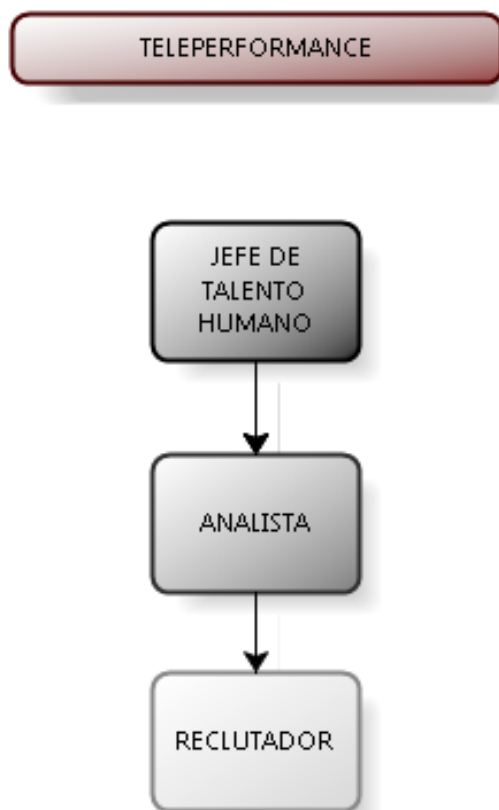 TELEPERFORMANCE
JEFE DE
TALENTO
HUMANO
ANALISTA
RECLUTADOR